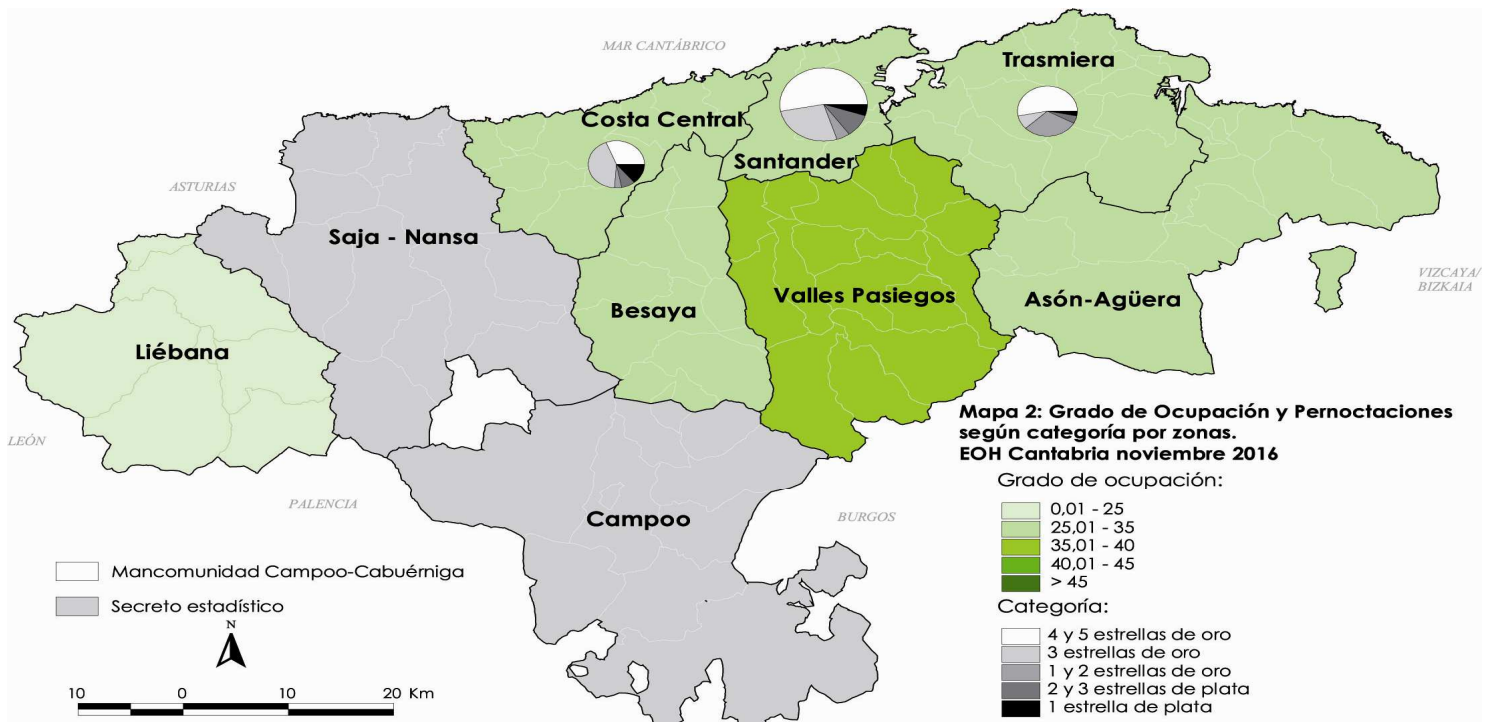 MAR CANTÁBRICO
Trasmiera
Costa Central
Santander
ASTURIAS
Saja - Nansa
VIZCAYA/
BIZKAIA
Valles Pasiegos
Asón-Agüera
Besaya
Liébana
LEÓN
PALENCIA
Campoo
BURGOS
Mapa 2: Grado de Ocupación y Pernoctaciones
según categoría por zonas.
EOH Cantabria noviembre 2016
Grado de ocupación:
0,01 - 25
25,01 - 35
35,01 - 40
40,01 - 45
> 45
Categoría:
4 y 5 estrellas de oro
3 estrellas de oro
1 y 2 estrellas de oro
2 y 3 estrellas de plata
1 estrella de plata
Mancomunidad Campoo-Cabuérniga
Secreto estadístico
N
10 0 10 20 Km